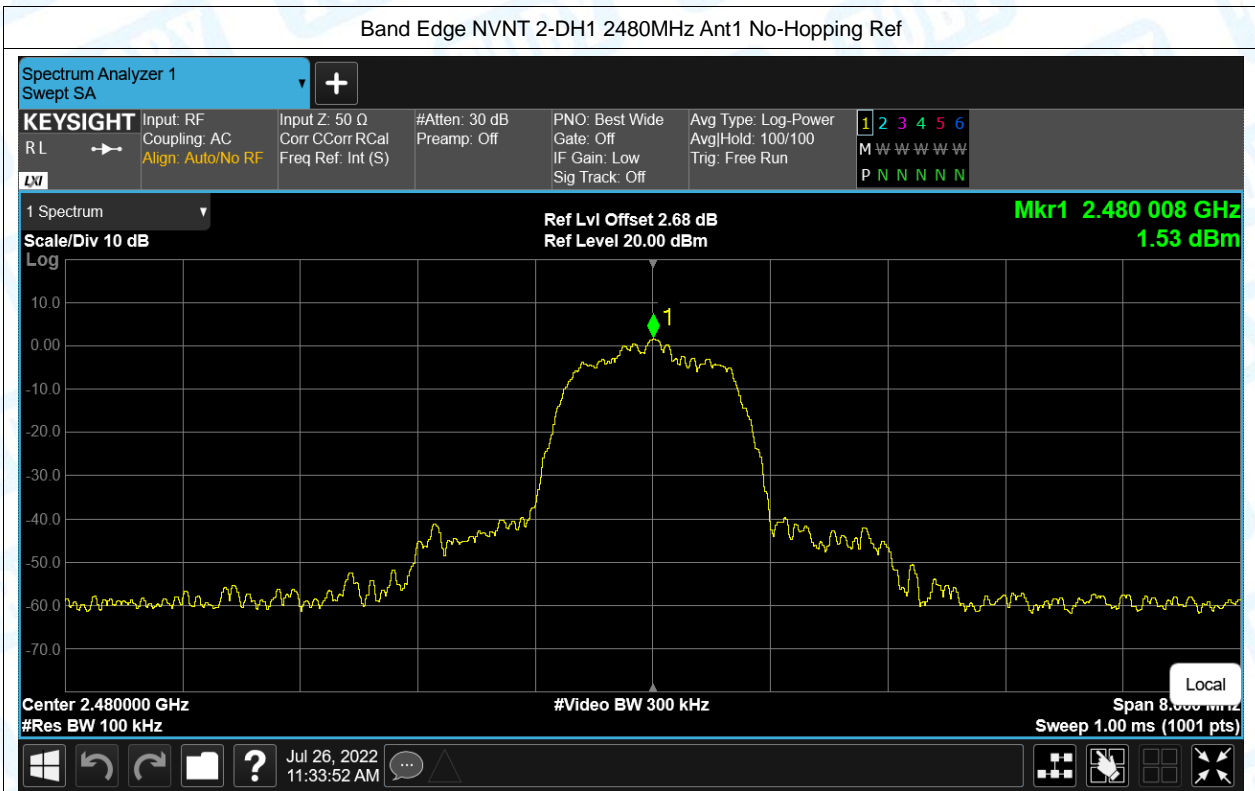 Band Edge NVNT 2-DH1 2480MHz Ant1 No-Hopping Ref
Spectrum Analyzer 1
Swept SA
KEYSIGHT
R L
LXI
Input: RF
Coupling: AC
Align: Auto/No RF
Input Z: 50 Ω
Corr CCorr RCal
Freq Ref: Int (S)
#Atten: 30 dB
Preamp: Off
PNO: Best Wide
Gate: Off
IF Gain: Low
Sig Track: Off
Avg Type: Log-Power
Avg|Hold: 100/100
Trig: Free Run
1 2 3 4 5 6
M W W W W W
P N N N N N
1 Spectrum
Scale/Div 10 dB
Ref Lvl Offset 2.68 dB
Ref Level 20.00 dBm
Mkr1 2.480 008 GHz
1.53 dBm
Log
10.0
0.00
-10.0
-20.0
-30.0
-40.0
-50.0
-60.0
-70.0
1
Local
Center 2.480000 GHz
#Res BW 100 kHz
#Video BW 300 kHz
Span 8.000 MHz
Sweep 1.00 ms (1001 pts)
?
Jul 26, 2022
11:33:52 AM